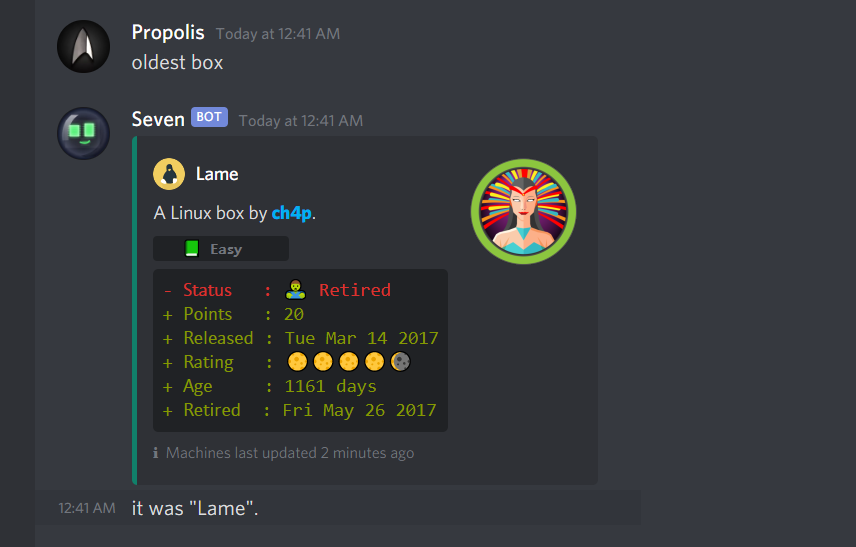 Propolis Today at 12:41 AM
oldest box
Seven BOT Today at 12:41 AM
Lame
A Linux box by ch4p.
Easy
- Status : Retired
+ Points : 20
+ Released : Tue Mar 14 2017
+ Rating :
+ Age : 1161 days
+ Retired : Fri May 26 2017
ℹ Machines last updated 2 minutes ago
12:41 AM it was "Lame".